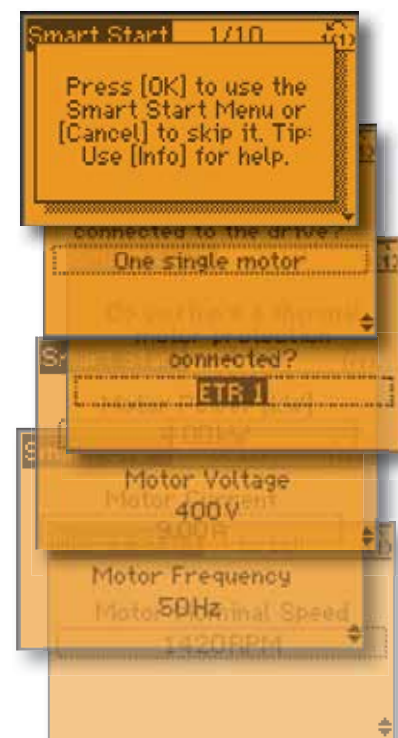 Smart Start 1/10
Press [OK] to use the
Smart Start Menu or
[Cancel] to skip it. Tip:
Use [Info] for help.
connected to the drive?
One single motor
motor protection
connected?
ETR 1
Motor Voltage
400V
Motor Current
9.00A
Motor Frequency
50Hz
Motor Nominal Speed
1420RPM